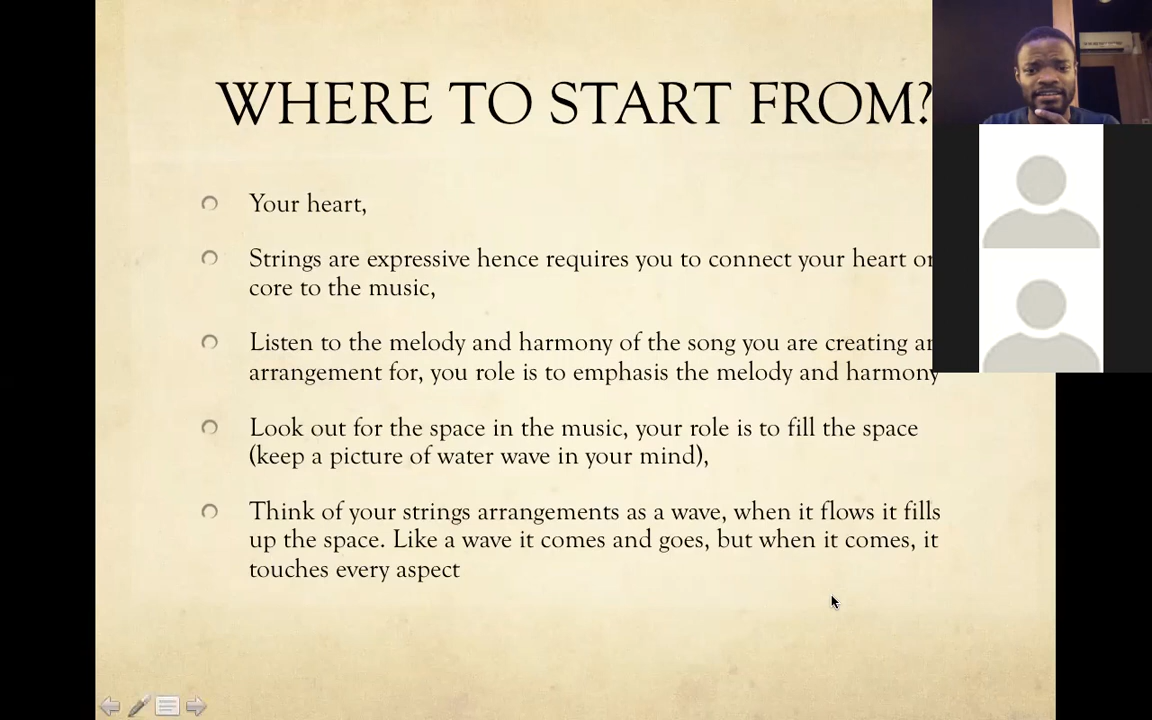 WHERE TO START FROM?
Your heart,
Strings are expressive hence requires you to connect your heart or
core to the music,
Listen to the melody and harmony of the song you are creating an
arrangement for, you role is to emphasis the melody and harmony
Look out for the space in the music, your role is to fill the space
(keep a picture of water wave in your mind),
Think of your strings arrangements as a wave, when it flows it fills
up the space. Like a wave it comes and goes, but when it comes, it
touches every aspect